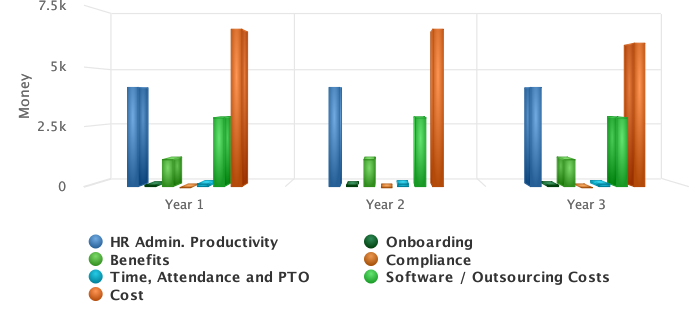 7.5k
5k
2.5k
0
Money
Year 1 Year 2 Year 3
HR Admin. Productivity Onboarding
Benefits Compliance
Time, Attendance and PTO Software / Outsourcing Costs
Cost